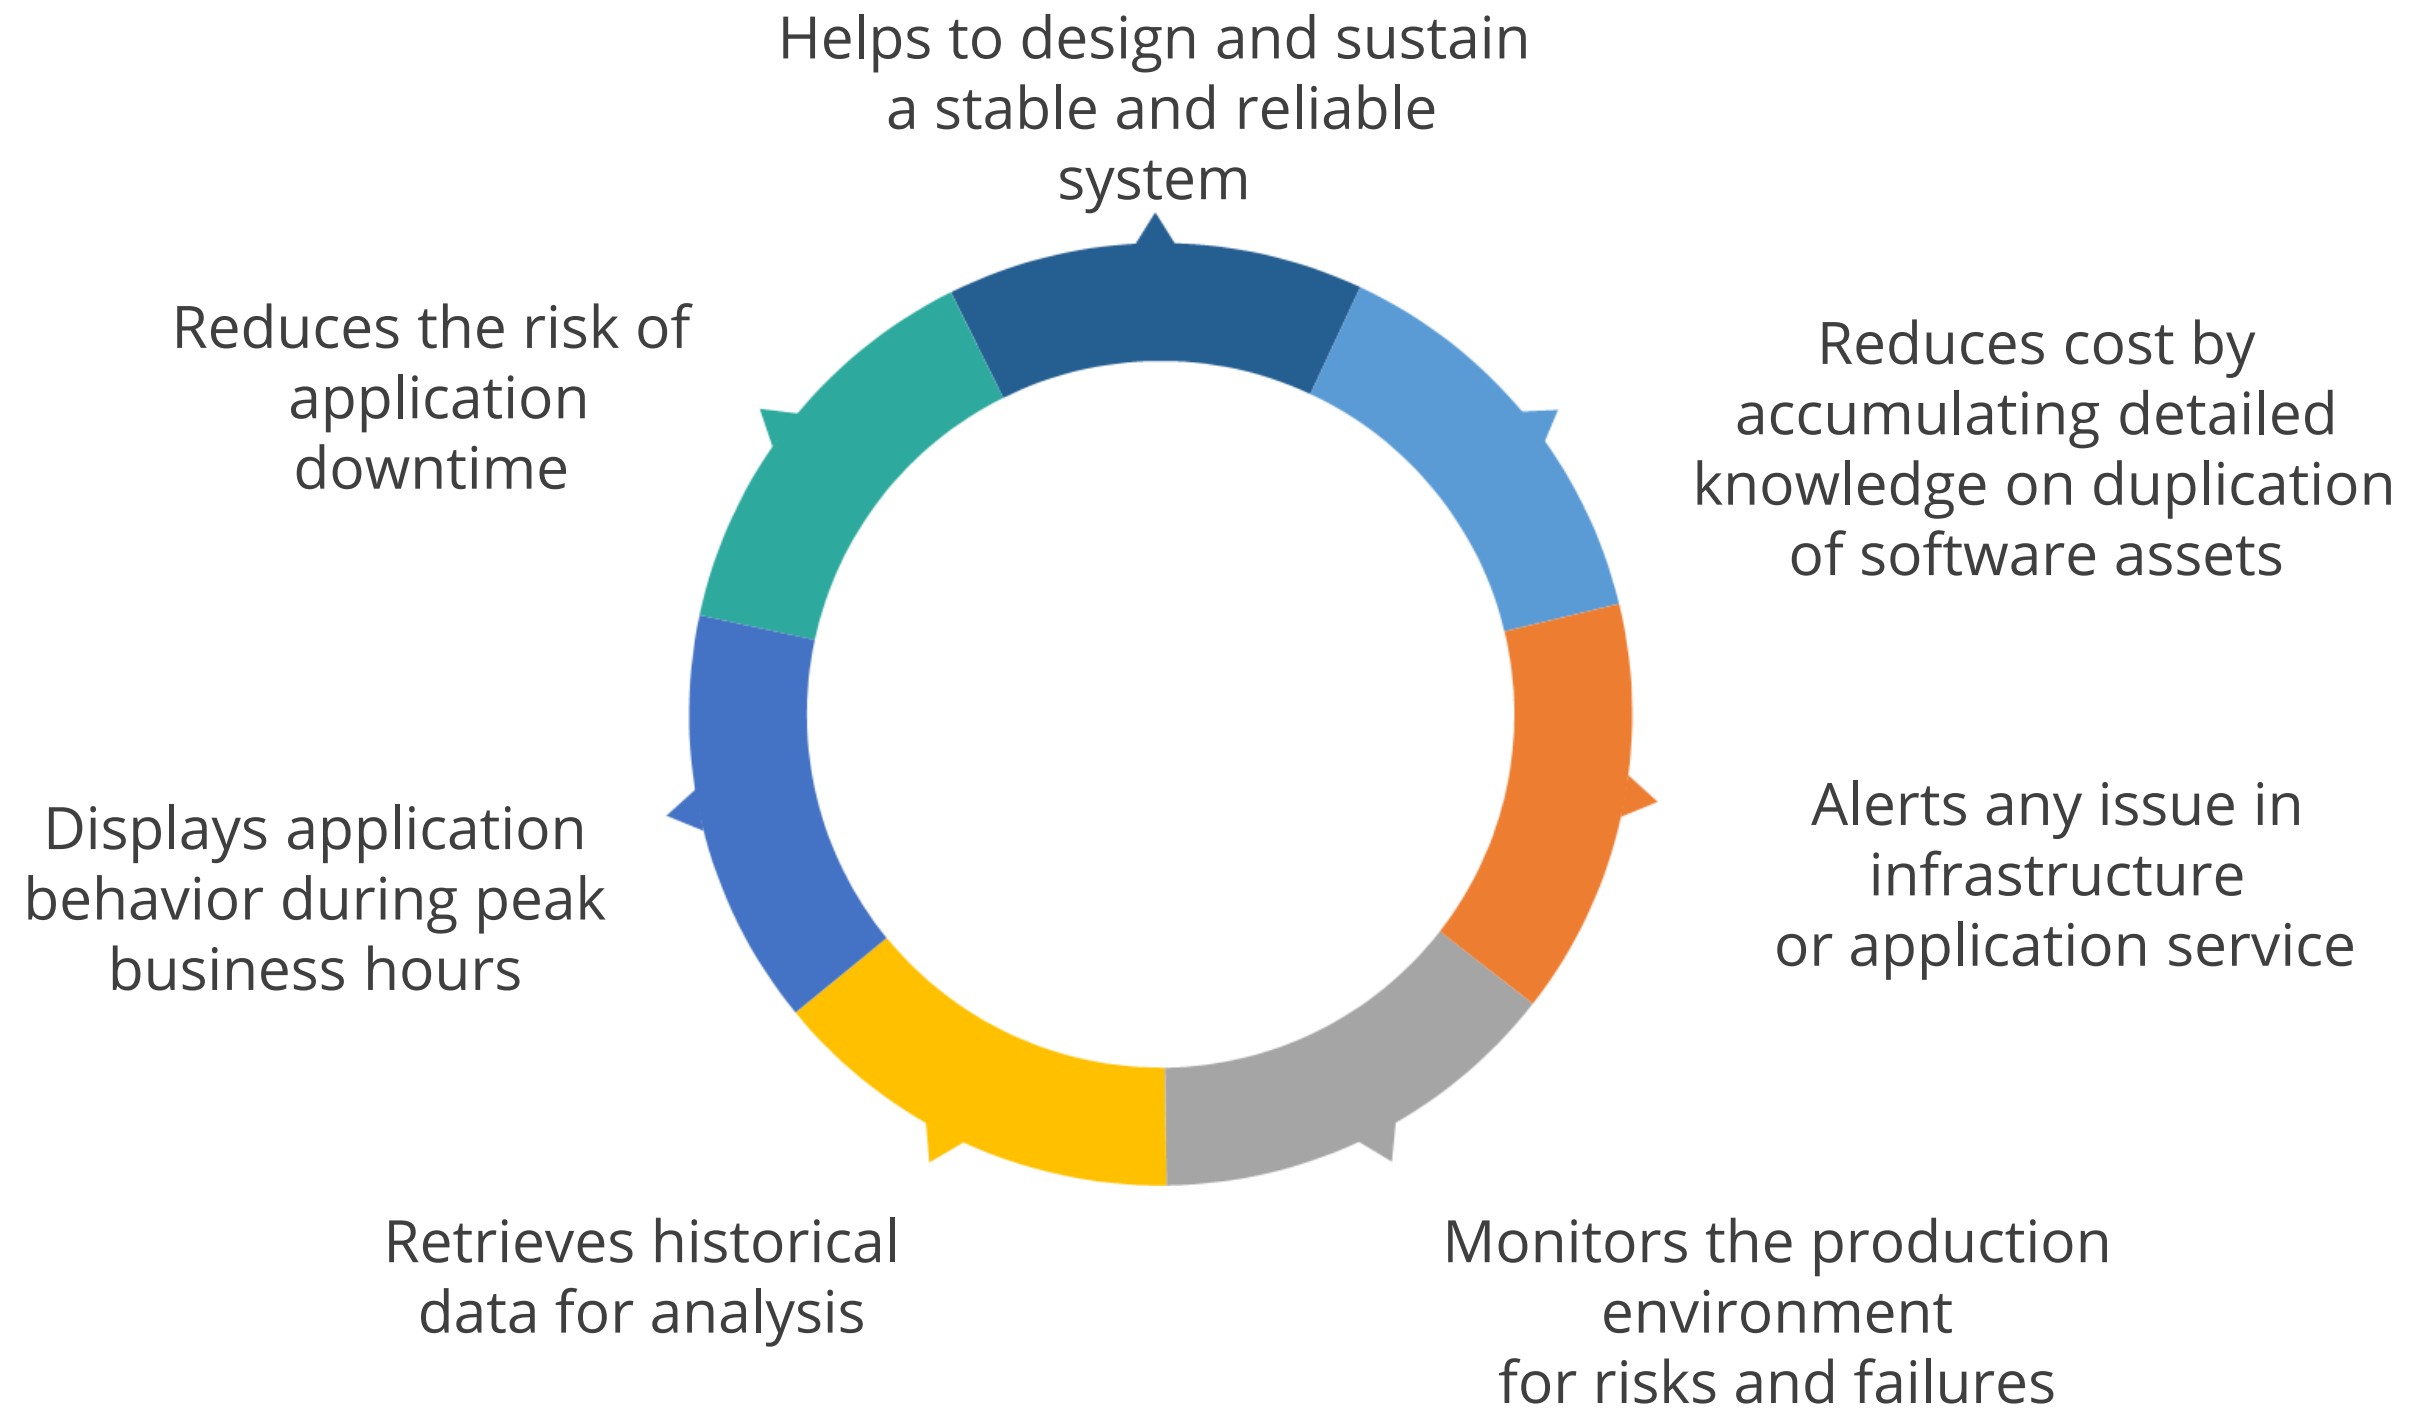 Helps to design and sustain
a stable and reliable
system
Reduces cost by
accumulating detailed
knowledge on duplication
of software assets
Alerts any issue in
infrastructure
or application service
Monitors the production
environment
for risks and failures
Retrieves historical
data for analysis
Displays application
behavior during peak
business hours
Reduces the risk of
application
downtime